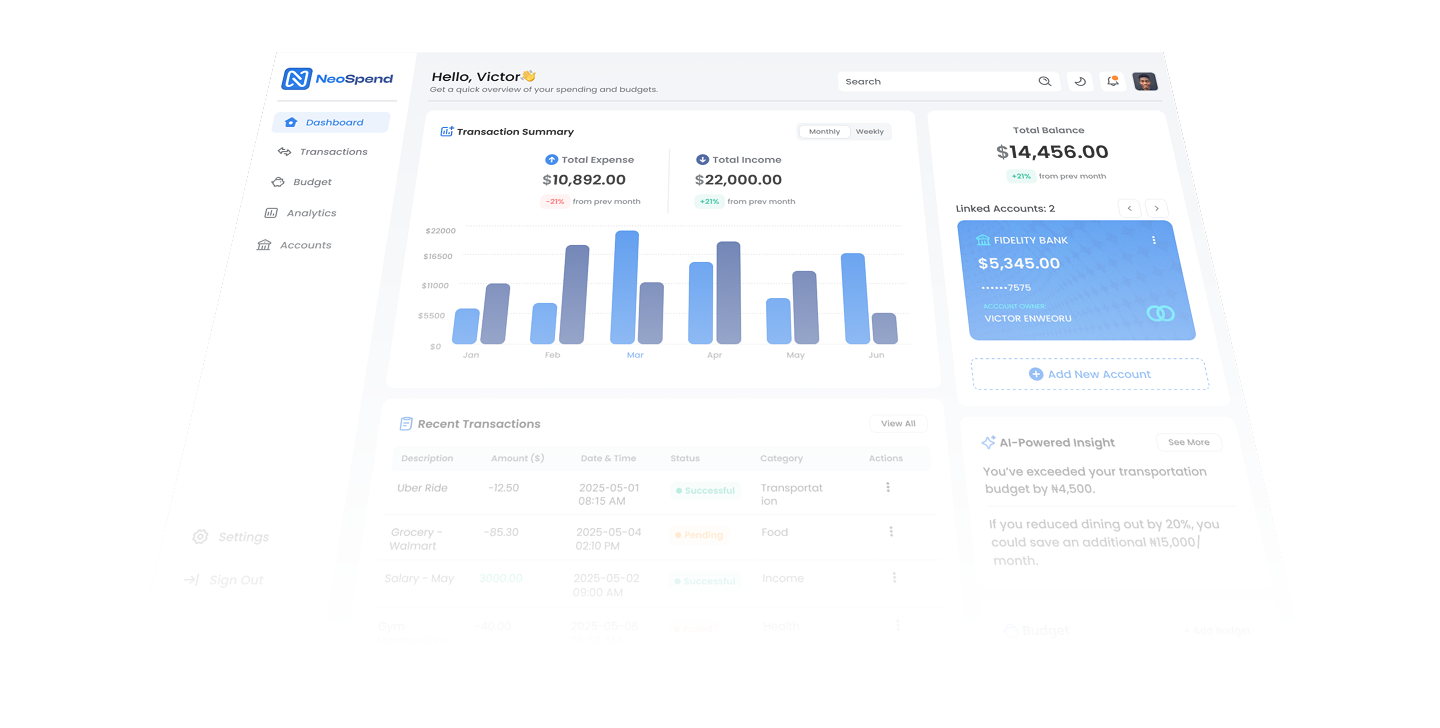 NeoSpend
Dashboard
Transactions
Budget
Analytics
Accounts
Settings
Sign Out
Hello, Victor👋
Get a quick overview of your spending and budgets.
Search
Transaction Summary
Monthly Weekly
Total Expense
$10,892.00
-21% from prev month
Total Income
$22,000.00
+21% from prev month
$22000
$16500
$11000
$5500
$0
Jan Feb Mar Apr May Jun
Total Balance
$14,456.00
+21% from prev month
Linked Accounts: 2
FIDELITY BANK
$5,345.00
••••••7575
ACCOUNT OWNER:
VICTOR ENWEORU
Add New Account
Recent Transactions
View All
Description Amount ($) Date & Time Status Category Actions
Uber Ride -12.50 2025-05-01 Successful Transportat
08:15 AM ion
Grocery - -85.30 2025-05-04 Pending Food
Walmart 02:10 PM
Salary - May 3000.00 2025-05-02 Successful Income
09:00 AM
Gym -40.00 Health
AI-Powered Insight
See More
You've exceeded your transportation
budget by ₦4,500.
If you reduced dining out by 20%, you
could save an additional ₦15,000/
month.
Budget